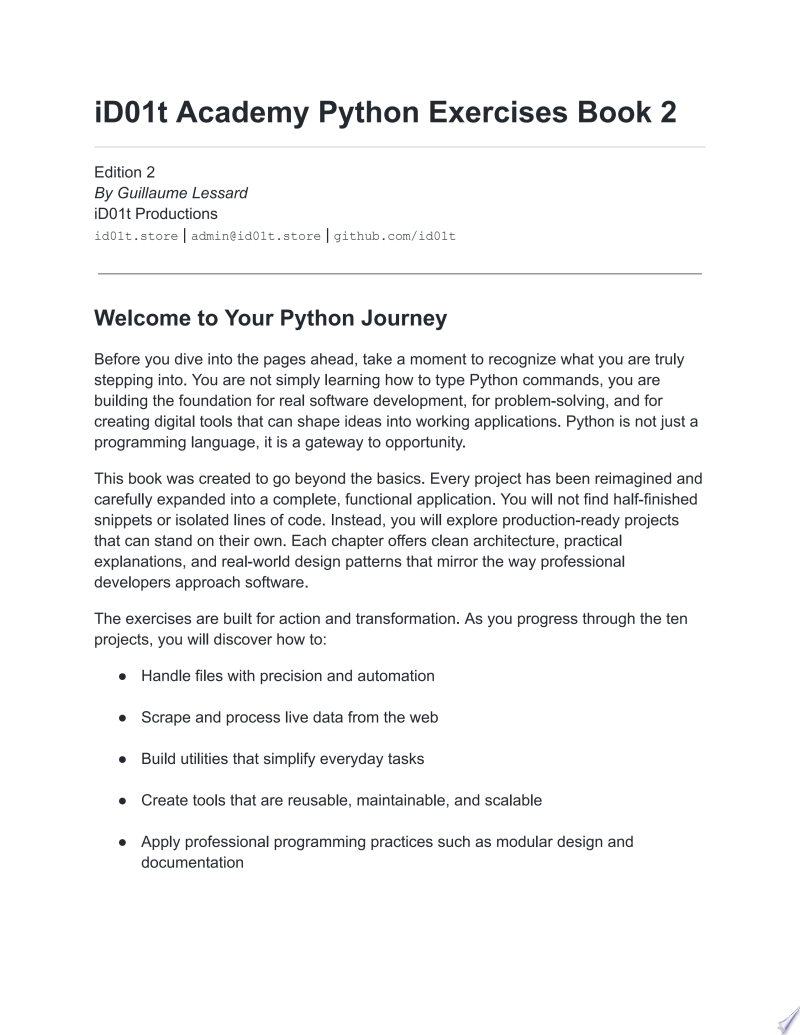 iD01t Academy Python Exercises Book 2
Edition 2
By Guillaume Lessard
iD01t Productions
id01t.store | admin@id01t.store | github.com/id01t
Welcome to Your Python Journey
Before you dive into the pages ahead, take a moment to recognize what you are truly
stepping into. You are not simply learning how to type Python commands, you are
building the foundation for real software development, for problem-solving, and for
creating digital tools that can shape ideas into working applications. Python is not just a
programming language, it is a gateway to opportunity.
This book was created to go beyond the basics. Every project has been reimagined and
carefully expanded into a complete, functional application. You will not find half-finished
snippets or isolated lines of code. Instead, you will explore production-ready projects
that can stand on their own. Each chapter offers clean architecture, practical
explanations, and real-world design patterns that mirror the way professional
developers approach software.
The exercises are built for action and transformation. As you progress through the ten
projects, you will discover how to:
● Handle files with precision and automation
● Scrape and process live data from the web
● Build utilities that simplify everyday tasks
● Create tools that are reusable, maintainable, and scalable
● Apply professional programming practices such as modular design and
documentation